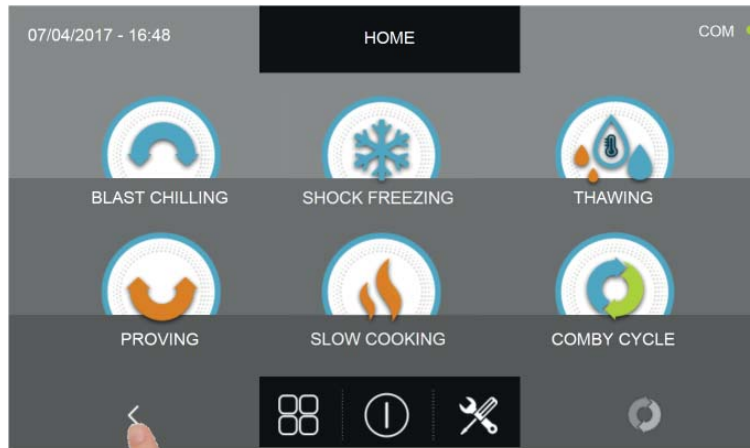 07/04/2017 - 16:48
HOME
COM
BLAST CHILLING
SHOCK FREEZING
THAWING
PROVING
SLOW COOKING
COMBY CYCLE